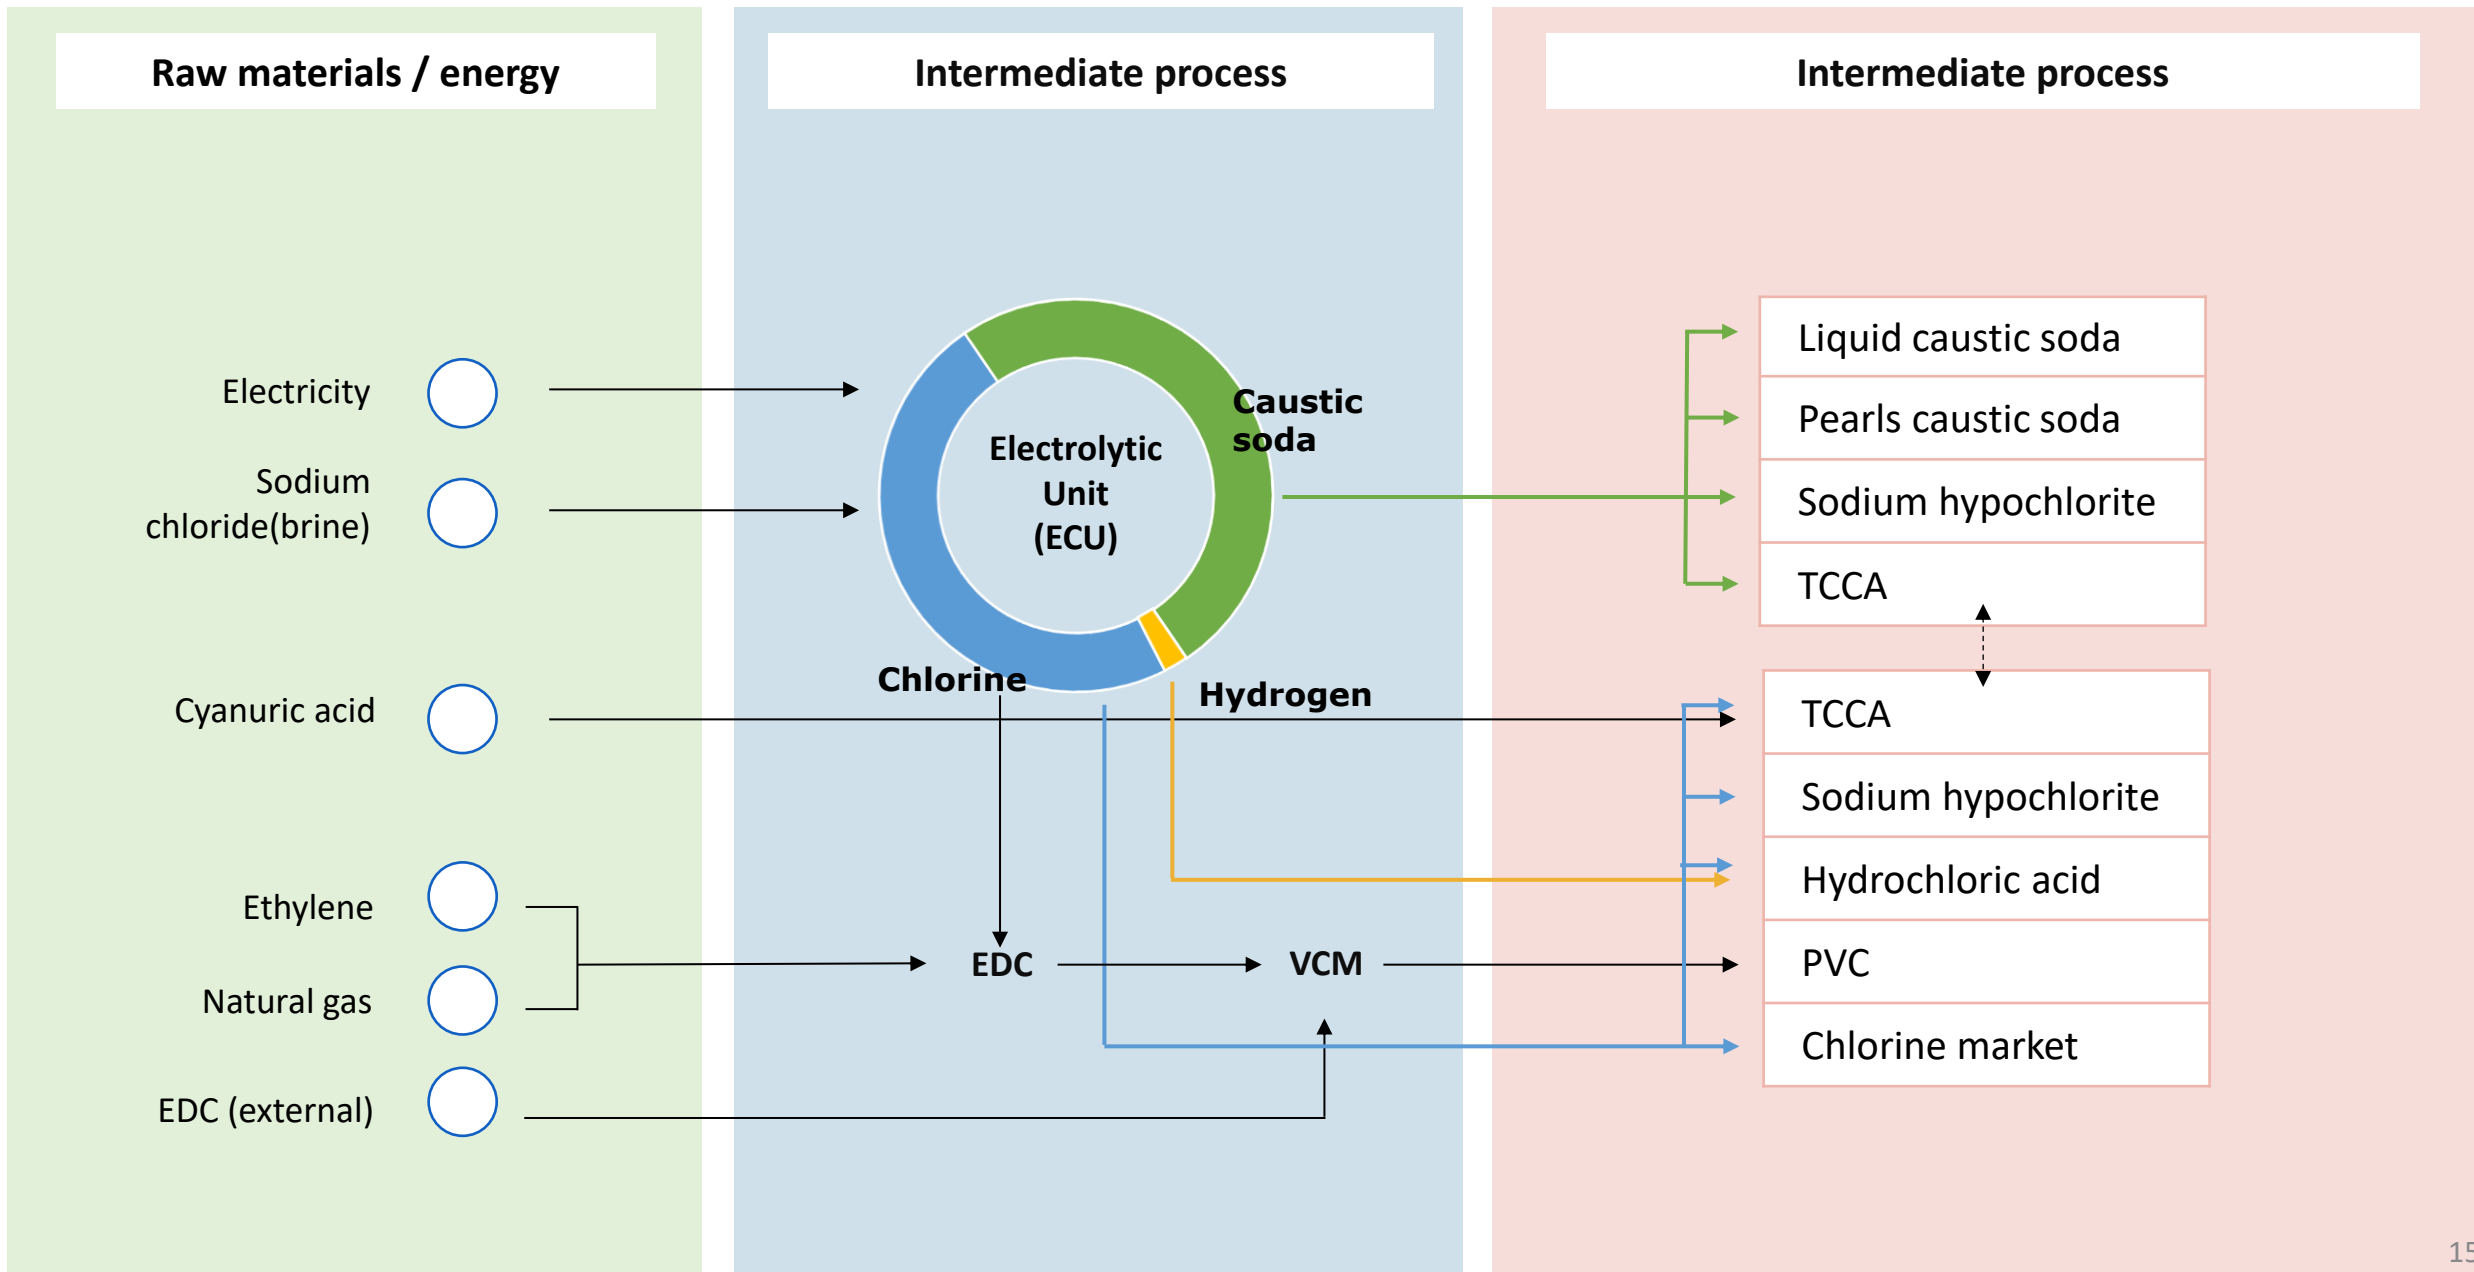 Raw materials / energy
Intermediate process
Intermediate process
Electricity
Sodium
chloride(brine)
Cyanuric acid
Ethylene
Natural gas
EDC (external)
Electrolytic
Unit
(ECU)
Caustic
soda
Chlorine
Hydrogen
EDC
VCM
Liquid caustic soda
Pearls caustic soda
Sodium hypochlorite
TCCA
TCCA
Sodium hypochlorite
Hydrochloric acid
PVC
Chlorine market
15